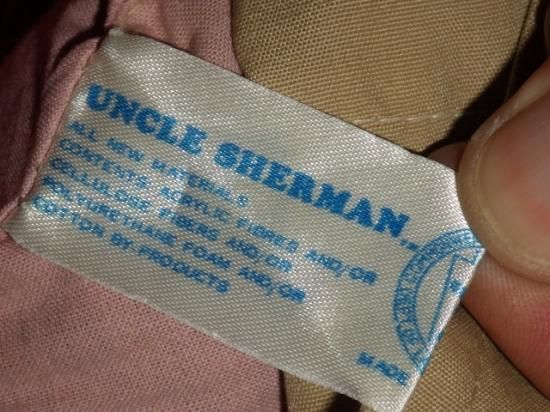 UNCLE SHERMAN™
ALL NEW MATERIALS
CONTENTS: ACRYLIC FIBRES AND/OR
CELLULOSE FIBERS AND/OR
POLYURETHANE FOAM AND/OR
COTTON BY-PRODUCTS
MADE